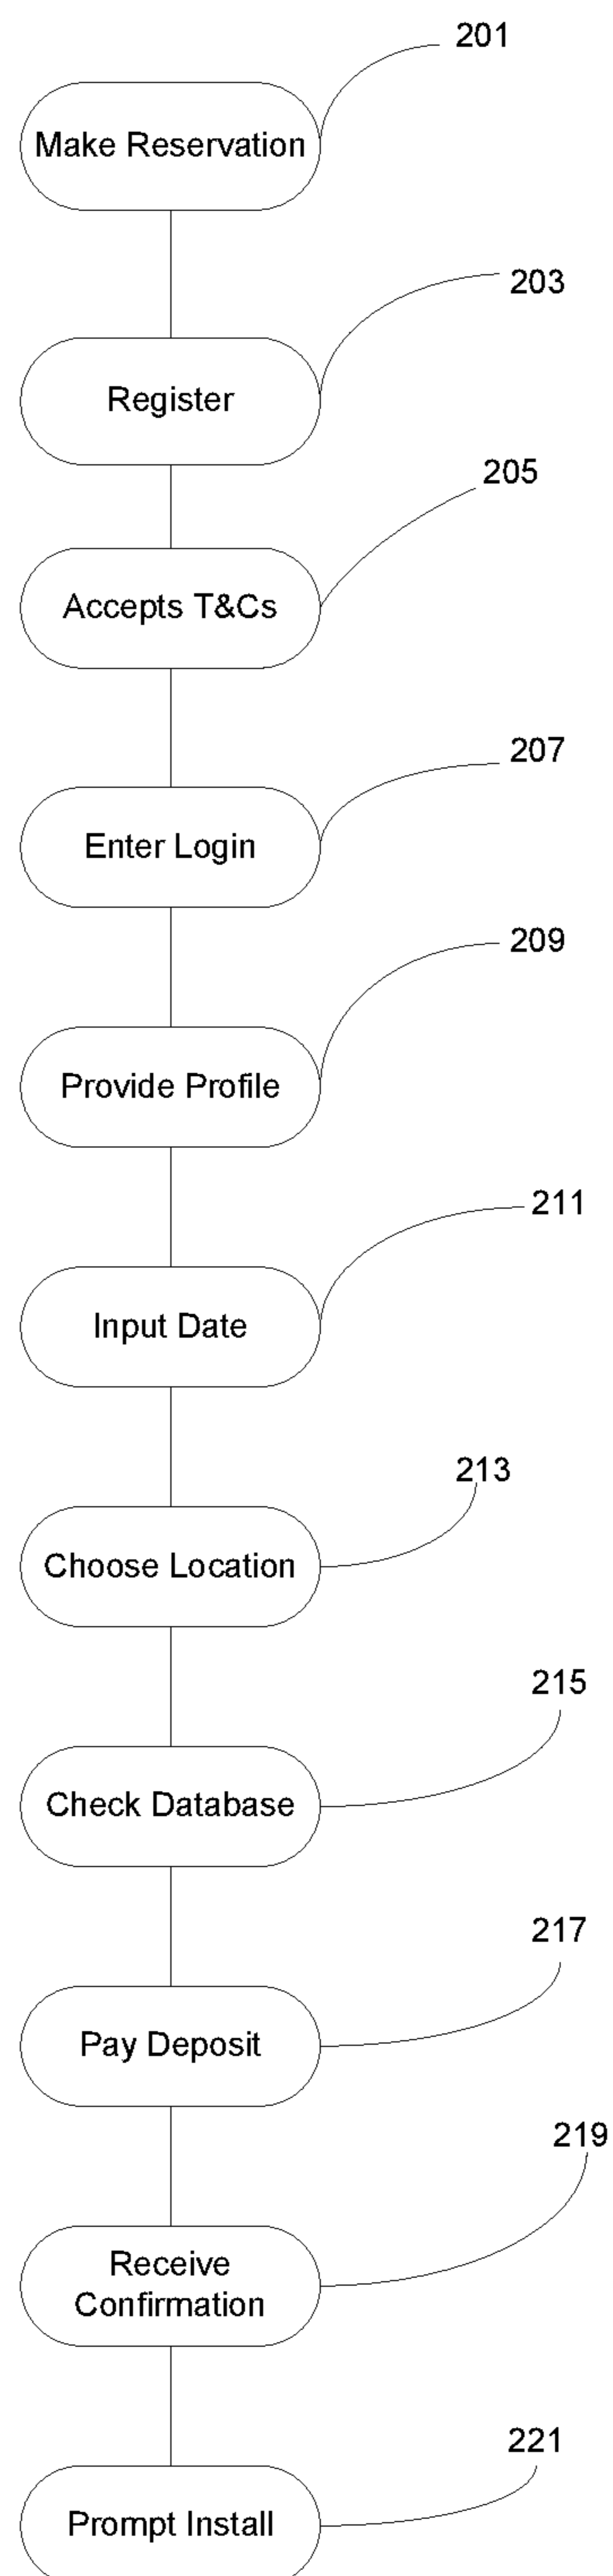 201
Make Reservation
203
Register
205
Accepts T&Cs
207
Enter Login
209
Provide Profile
211
Input Date
213
Choose Location
215
Check Database
217
Pay Deposit
219
Receive
Confirmation
221
Prompt Install